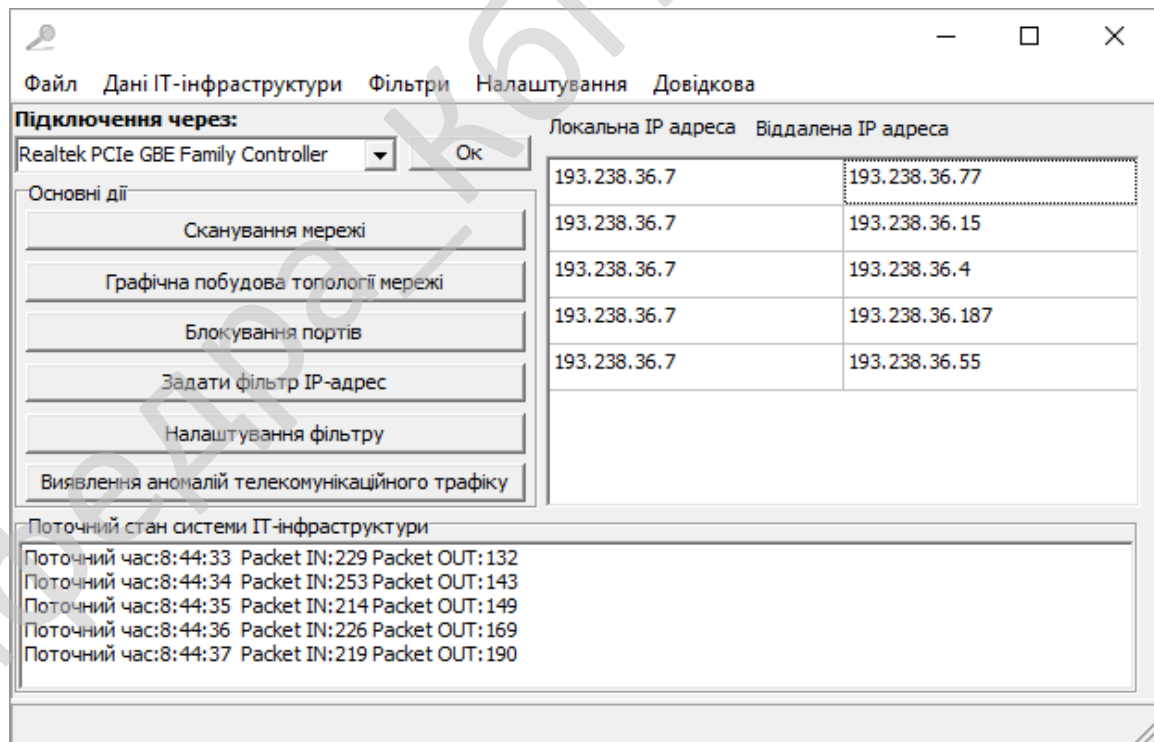 Файл Дані ІТ-інфраструктури Фільтри Налаштування Довідкова
Підключення через:
Realtek PCIe GBE Family Controller
Ок
Основні дії
Сканування мережі
Графічна побудова топології мережі
Блокування портів
Задати фільтр IP-адрес
Налаштування фільтру
Виявлення аномалій телекомунікаційного трафіку
Локальна IP адреса Віддалена IP адреса
193.238.36.7 193.238.36.77
193.238.36.7 193.238.36.15
193.238.36.7 193.238.36.4
193.238.36.7 193.238.36.187
193.238.36.7 193.238.36.55
Поточний стан системи ІТ-інфраструктури
Поточний час:8:44:33 Packet IN:229 Packet OUT:132
Поточний час:8:44:34 Packet IN:253 Packet OUT:143
Поточний час:8:44:35 Packet IN:214 Packet OUT:149
Поточний час:8:44:36 Packet IN:226 Packet OUT:169
Поточний час:8:44:37 Packet IN:219 Packet OUT:190